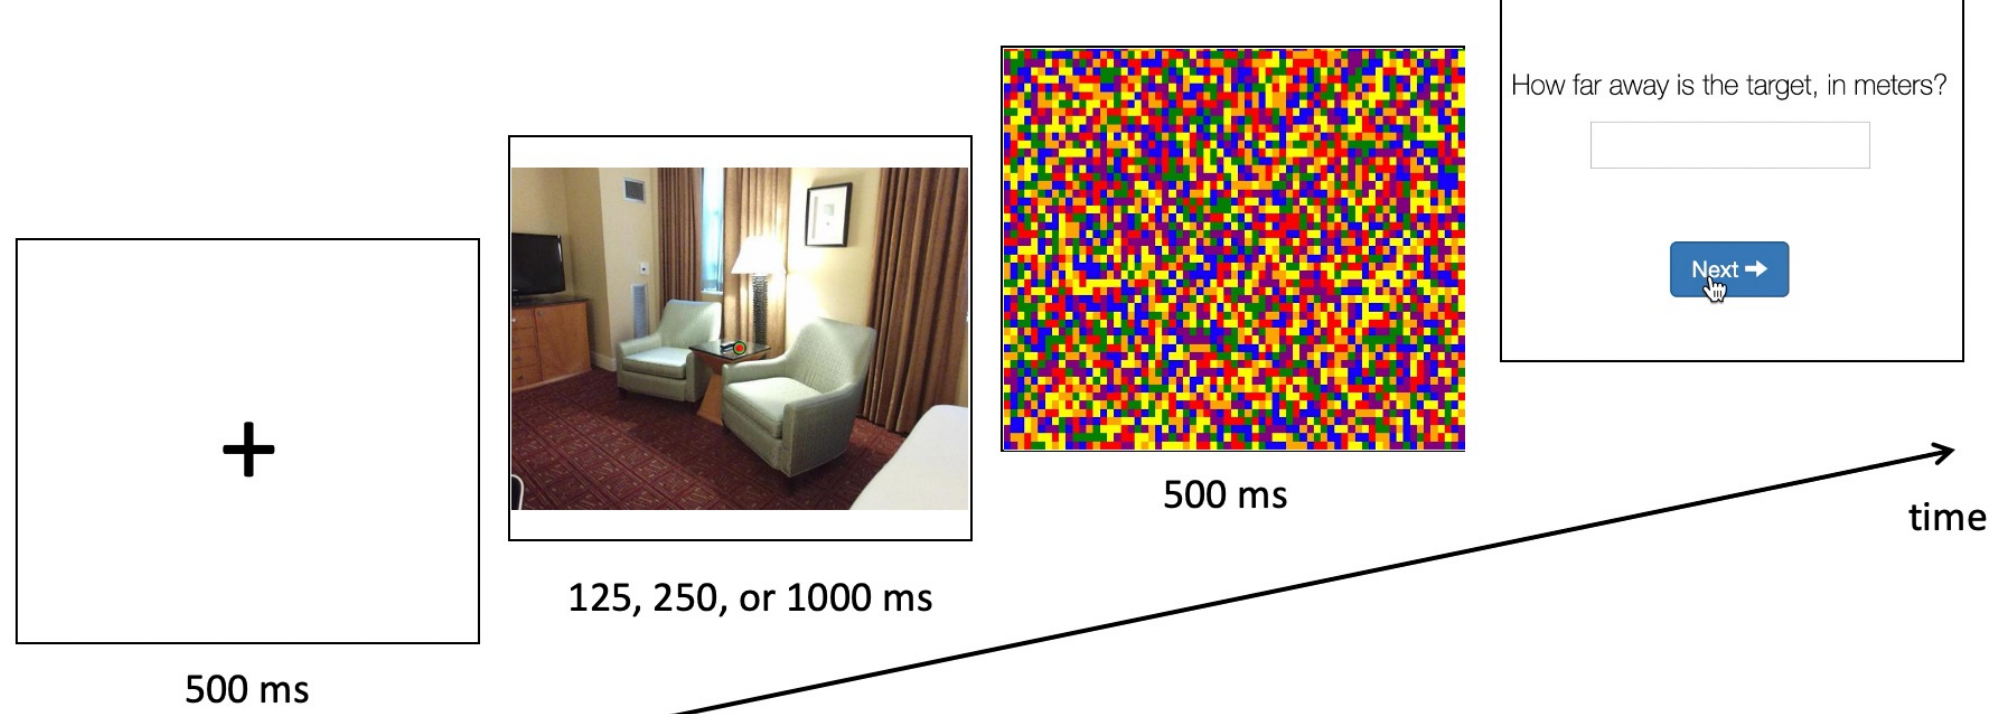 500 ms
125, 250, or 1000 ms
500 ms
How far away is the target, in meters?
Next
time